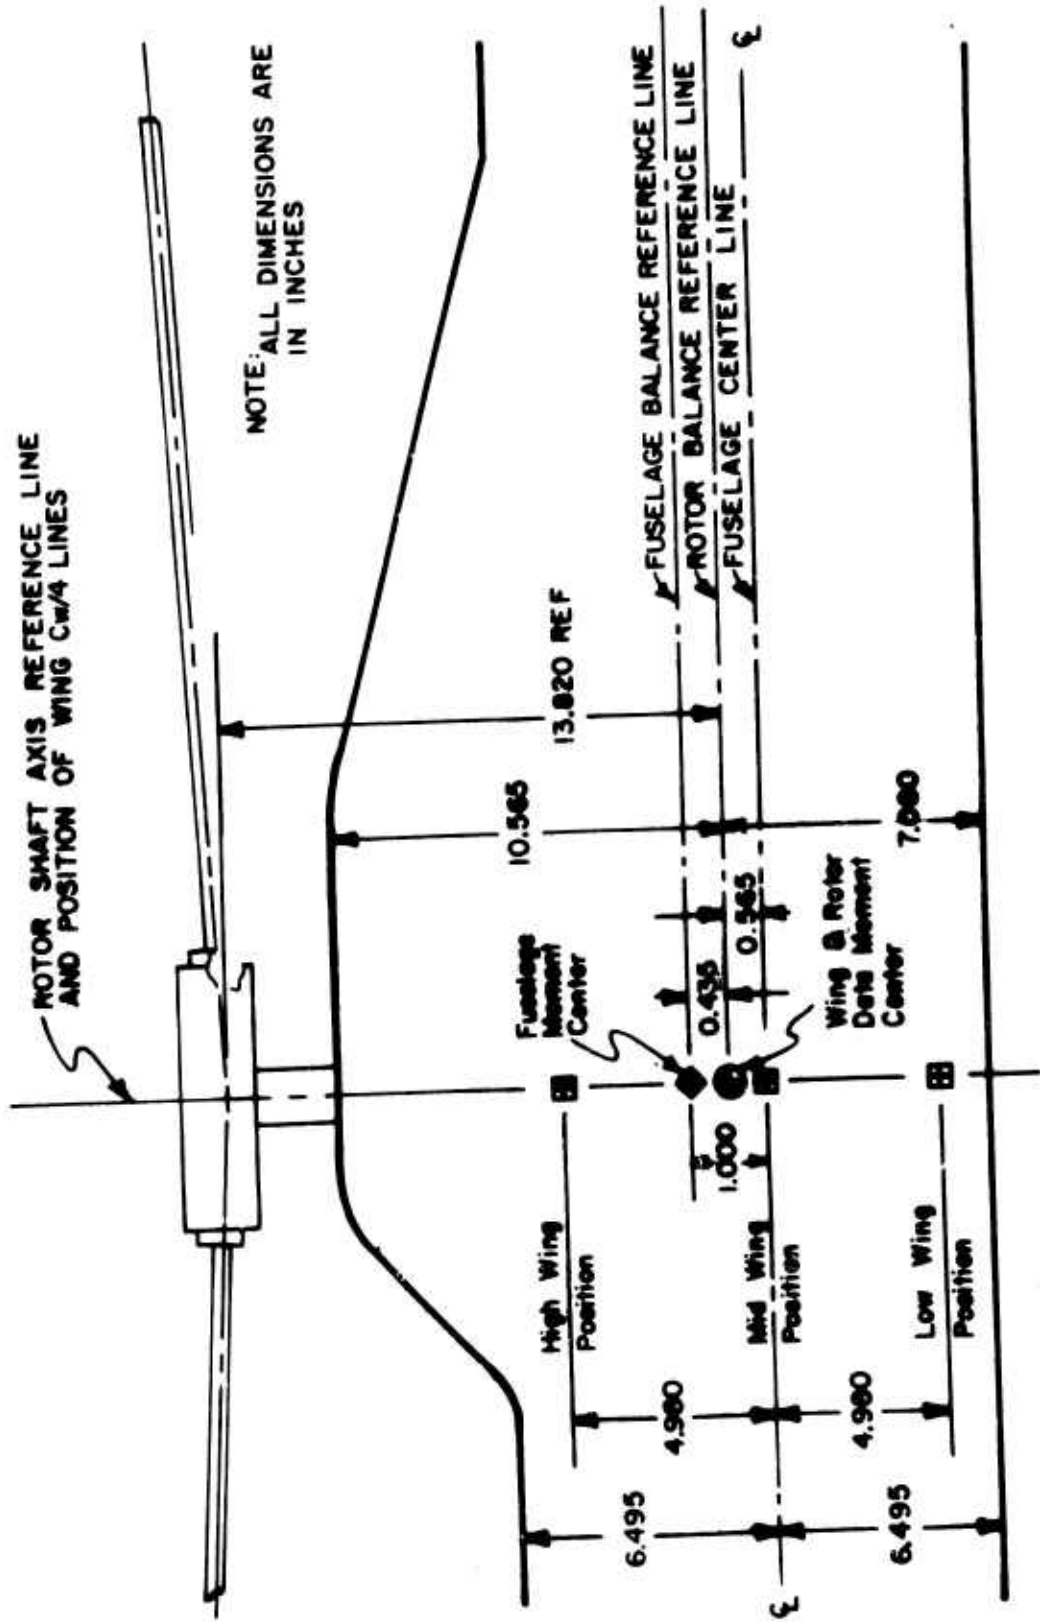 ROTOR SHAFT AXIS REFERENCE LINE
AND POSITION OF WING Cw/4 LINES
NOTE: ALL DIMENSIONS ARE
IN INCHES
13.820 REF
10.565
FUSELAGE BALANCE REFERENCE LINE
ROTOR BALANCE REFERENCE LINE
FUSELAGE CENTER LINE
℄
Fuselage
Moment
Center
0.435
0.565
Wing & Rotor
Data Moment
Center
7.060
1.000
High Wing
Position
Mid Wing
Position
Low Wing
Position
4.980
4.980
6.495
6.495
℄